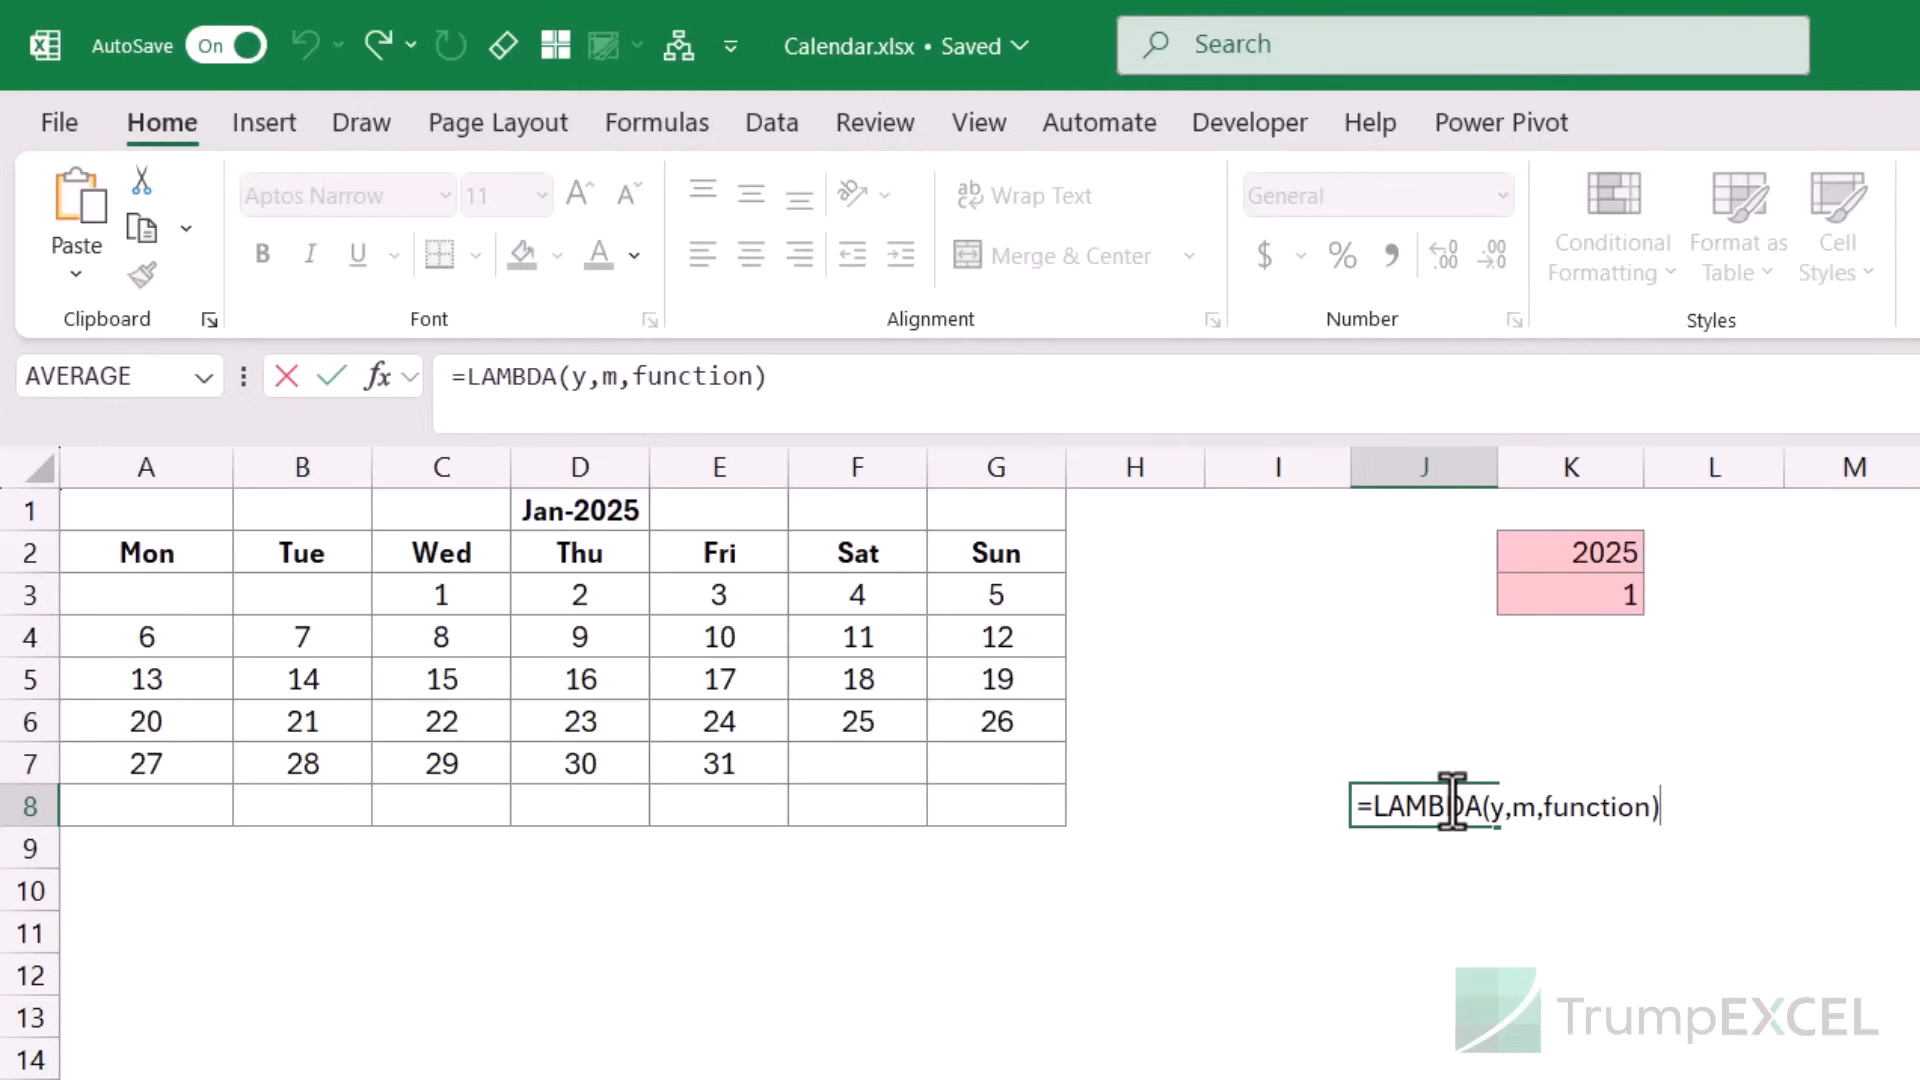 AutoSave On Calendar.xlsx • Saved Search
File Home Insert Draw Page Layout Formulas Data Review View Automate Developer Help Power Pivot
Paste
Aptos Narrow 11 A A ab Wrap Text General
B I U A Merge & Center $ % , .00 .00
Conditional Formatting
Format as Table
Cell Styles
Clipboard Font Alignment Number Styles
AVERAGE fx =LAMBDA(y,m,function)
A B C D E F G H I J K L M
1 Jan-2025
2 Mon Tue Wed Thu Fri Sat Sun 2025
3 1 2 3 4 5 1
4 6 7 8 9 10 11 12
5 13 14 15 16 17 18 19
6 20 21 22 23 24 25 26
7 27 28 29 30 31
8 =LAMBDA(y,m,function)
9
10
11
12
13
14
TrumpEXCEL